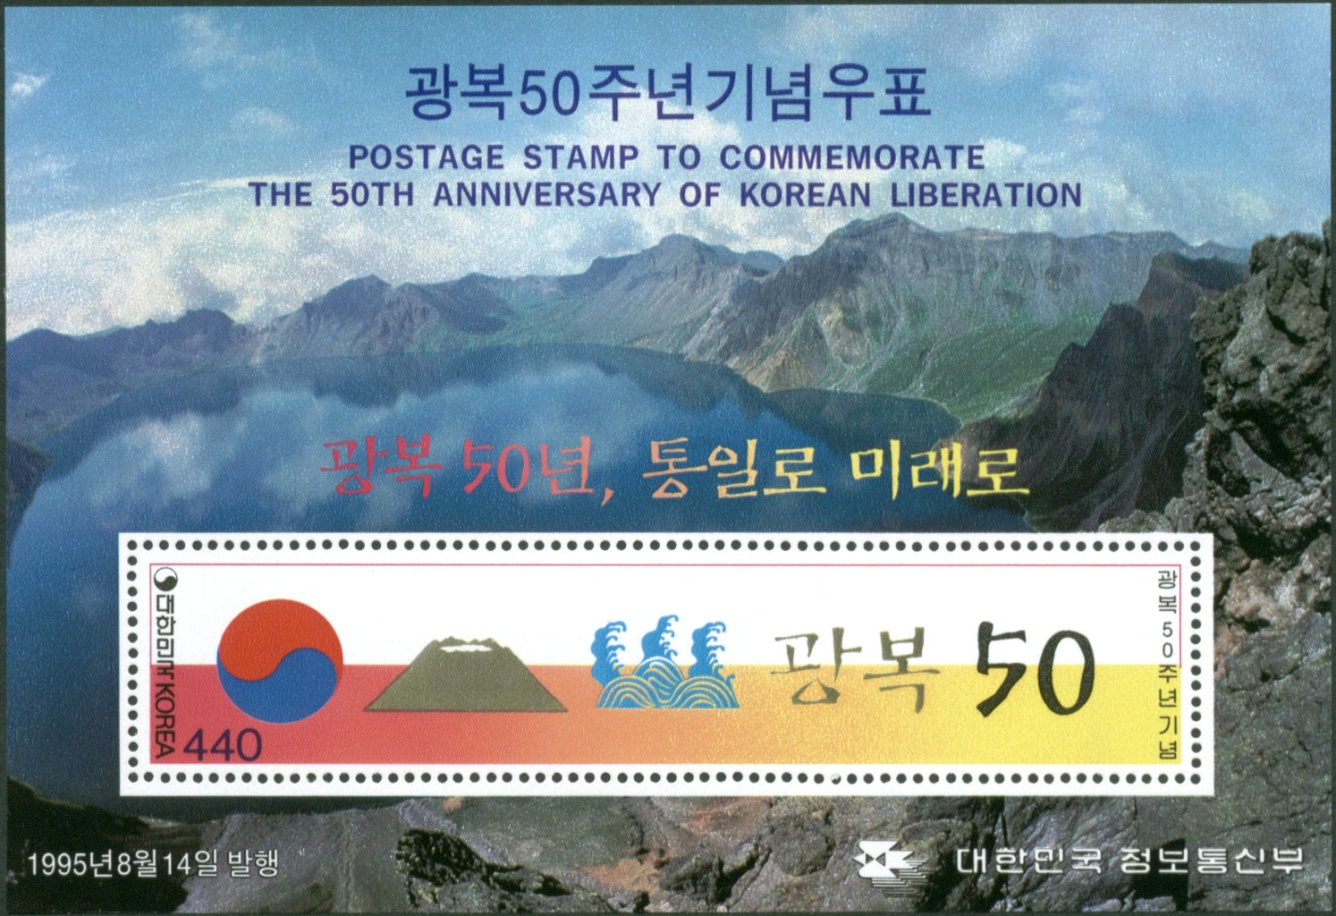 광복50주년기념우표
POSTAGE STAMP TO COMMEMORATE
THE 50TH ANNIVERSARY OF KOREAN LIBERATION
광복 50년, 통일로 미래로
대한민국 KOREA
440
광복 50
광복50주년기념
1995년8월14일 발행
대한민국 정보통신부